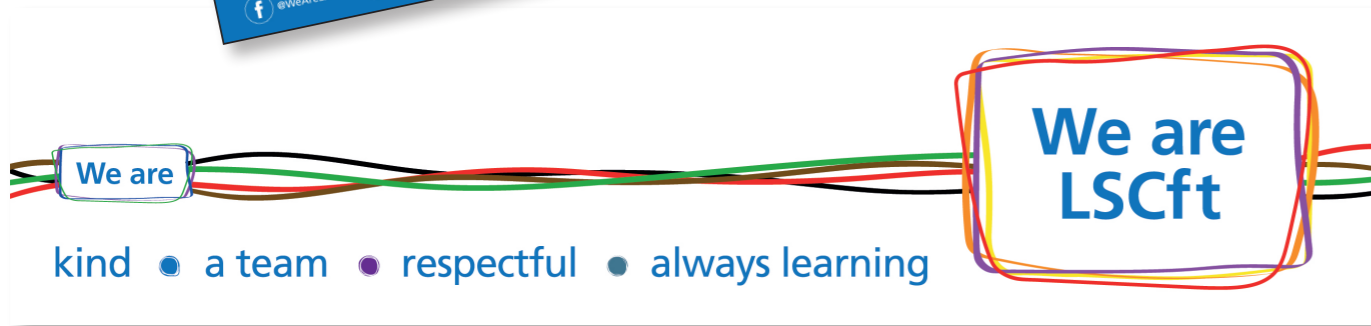 We are
We are
LSCft
kind • a team • respectful • always learning